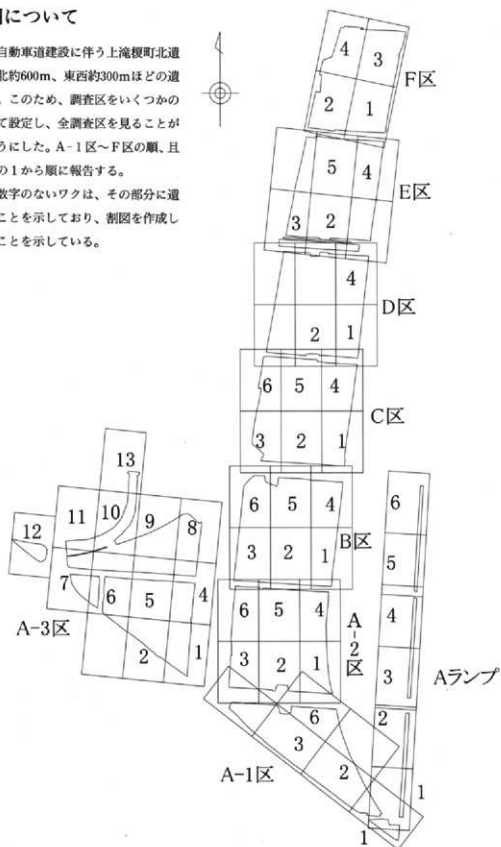 図について
自動車道建設に伴う上滝榎町北遺
北約600m、東西約300mほどの遺
。このため、調査区をいくつかの
て設定し、全調査区を見ることが
うにした。A-1区〜F区の順、且
の1から順に報告する。
数字のないワクは、その部分に遺
ことを示しており、割図を作成し
ことを示している。
4 3
2 1
F区
5 4
3 2
E区
4
2 1
D区
6 5 4
3 2 1
C区
6 5 4
3 2 1
B区
6 5 4
3 2 1
A-2区
6
3
2
1
A-1区
13
11 10 9 8
12
7 6 5 4
2 1
A-3区
6
5
4
3
2
1
Aランプ